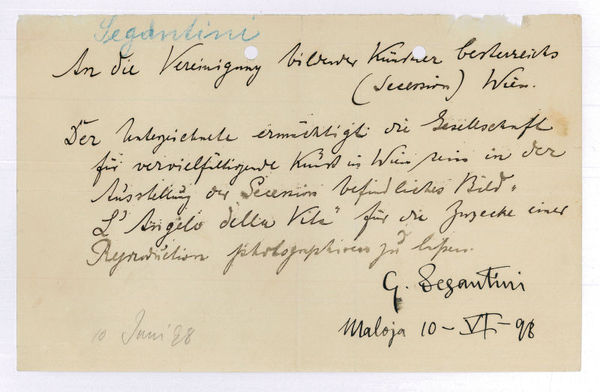 Segantini
An die Vereinigung bildender Künstler Oesterreichs
(Secession) Wien.
Der Unterzeichnete ermächtigt die Gesellschaft
für vervielfältigende Kunst in Wien sein in der
Ausstellung der Secession befindliches Bild „
L'Angelo della Vita" für die Zwecke einer
Reproduction photographiren zu lassen.
G. Segantini
Maloja 10-VI-98
10 Juni 98